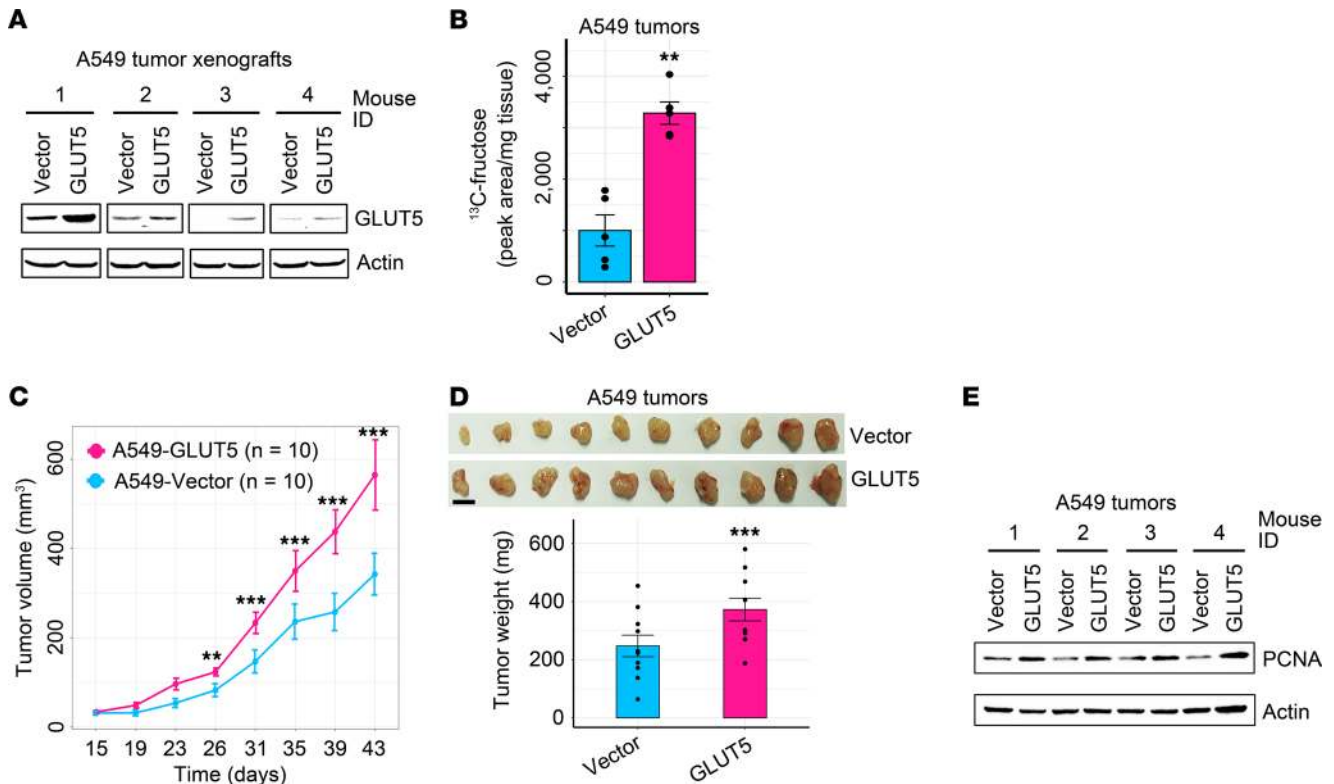 A
A549 tumor xenografts
1 2 3 4 Mouse ID
Vector GLUT5 Vector GLUT5 Vector GLUT5 Vector GLUT5
GLUT5
Actin
B
A549 tumors
**
¹³C-fructose
(peak area/mg tissue)
4,000
2,000
0
Vector GLUT5
C
Tumor volume (mm³)
600
400
200
0
A549-GLUT5 (n = 10)
A549-Vector (n = 10)
** *** *** *** ***
15 19 23 26 31 35 39 43
Time (days)
D
A549 tumors
Vector
GLUT5
Tumor weight (mg)
600
400
200
0
***
Vector GLUT5
E
A549 tumors
1 2 3 4 Mouse ID
Vector GLUT5 Vector GLUT5 Vector GLUT5 Vector GLUT5
PCNA
Actin